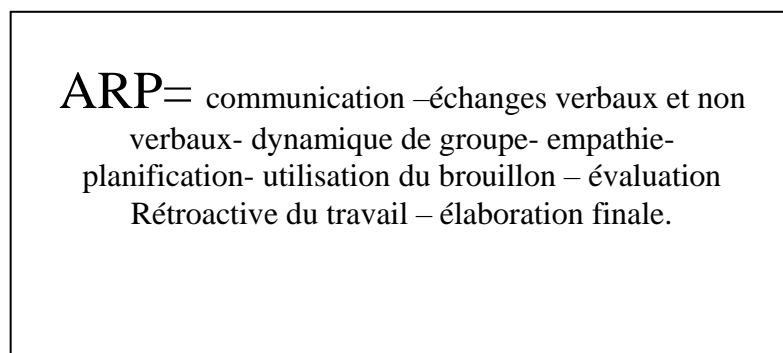 ARP= communication –échanges verbaux et non
verbaux- dynamique de groupe- empathie-
planification- utilisation du brouillon – évaluation
Rétroactive du travail – élaboration finale.